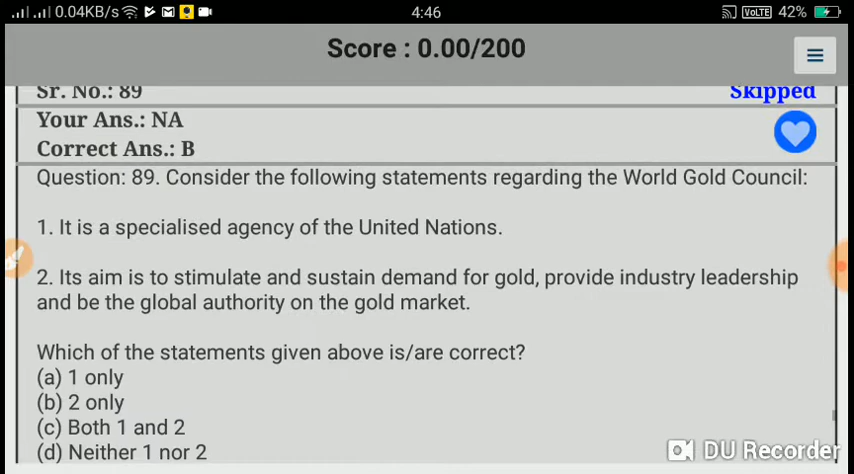 0.04KB/s 4:46 VoLTE 42%
Score : 0.00/200
Sr. No.: 89 Skipped
Your Ans.: NA
Correct Ans.: B
Question: 89. Consider the following statements regarding the World Gold Council:
1. It is a specialised agency of the United Nations.
2. Its aim is to stimulate and sustain demand for gold, provide industry leadership
and be the global authority on the gold market.
Which of the statements given above is/are correct?
(a) 1 only
(b) 2 only
(c) Both 1 and 2
(d) Neither 1 nor 2
DU Recorder